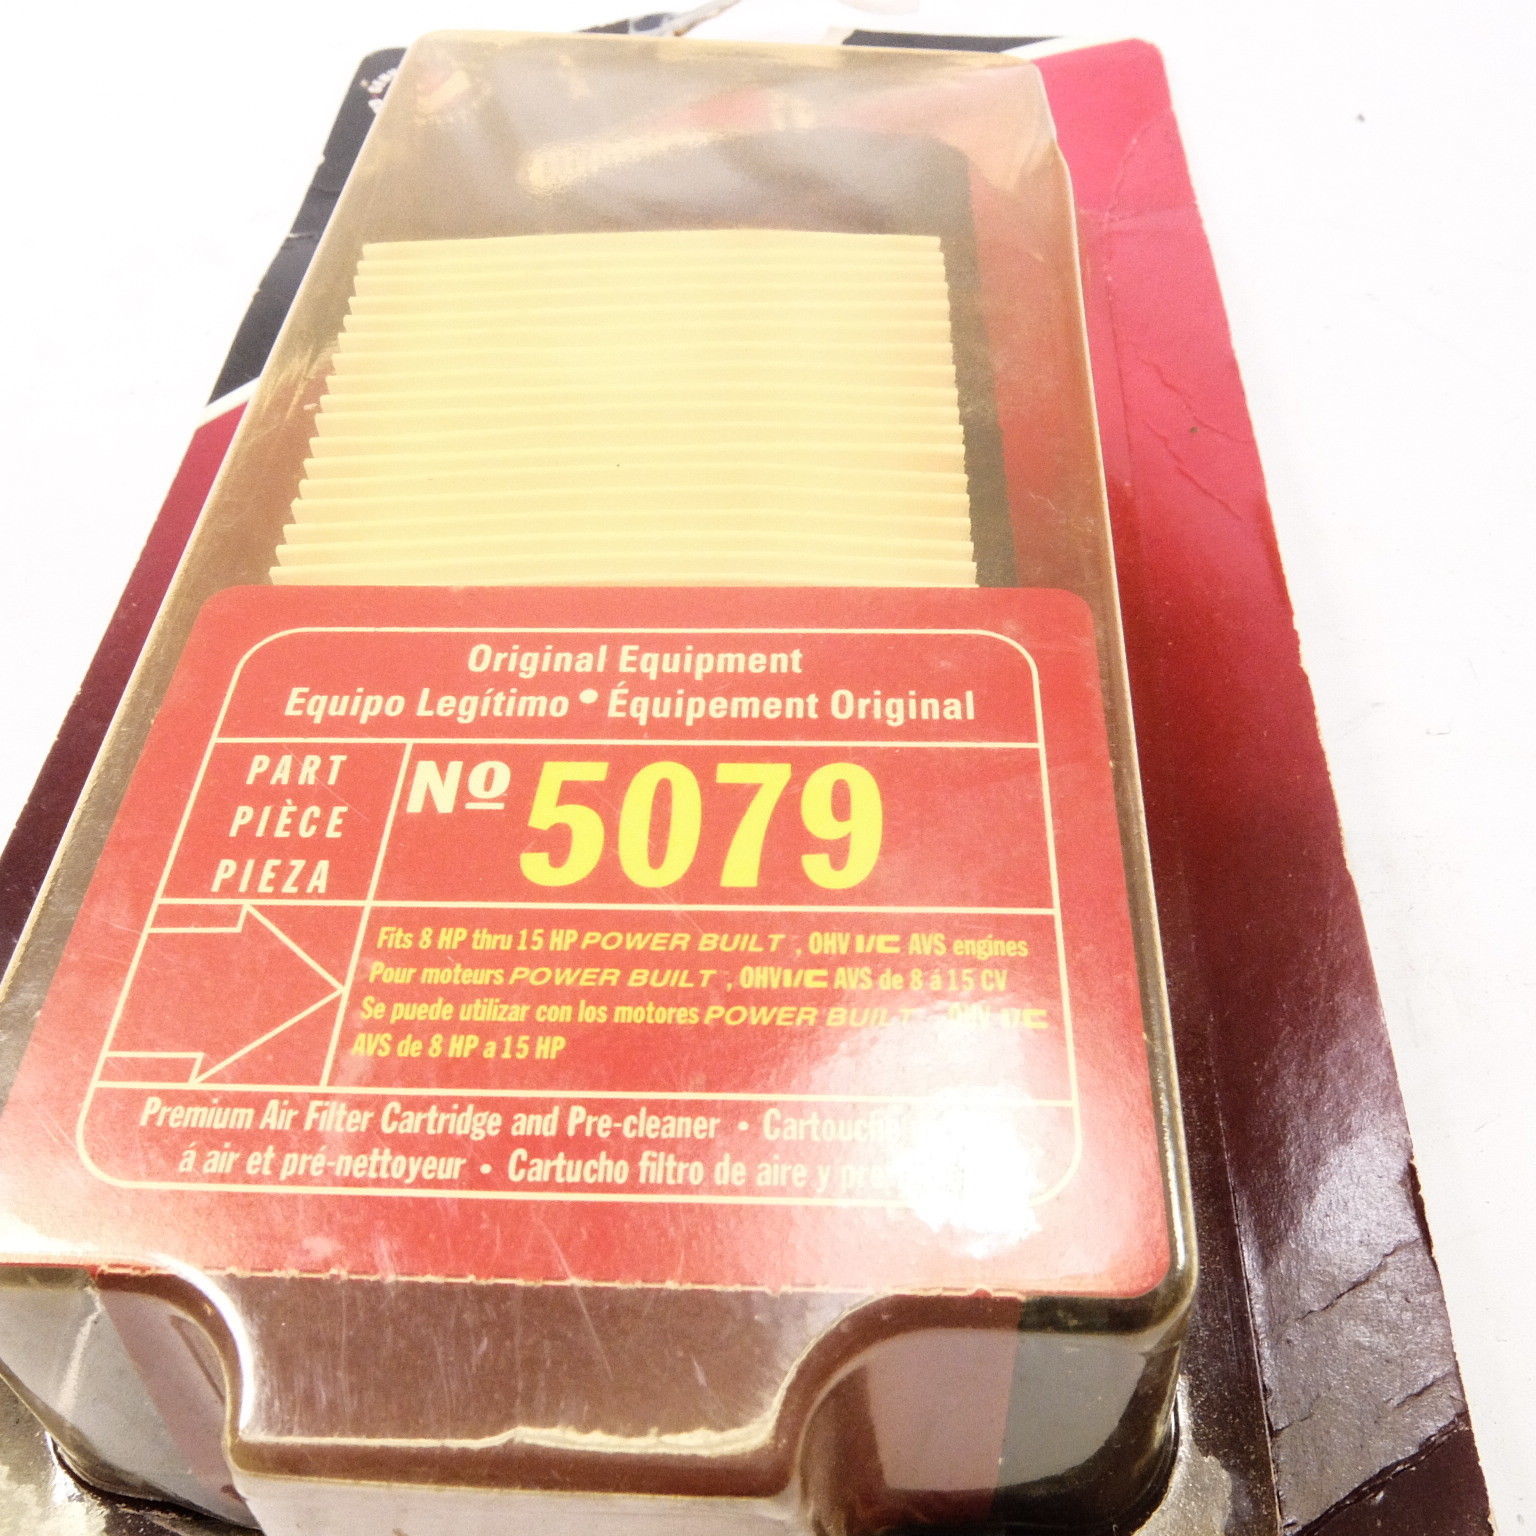 Original Equipment
Equipo Legítimo • Équipement Original
PART
PIÈCE
PIEZA
Nº 5079
Fits 8 HP thru 15 HP POWER BUILT , OHV I/C AVS engines
Pour moteurs POWER BUILT , OHV I/C AVS de 8 á 15 CV
Se puede utilizar con los motores POWER BUILT OHV I/C
AVS de 8 HP a 15 HP
Premium Air Filter Cartridge and Pre-cleaner • Cartouche
á air et pré-nettoyeur • Cartucho filtro de aire y